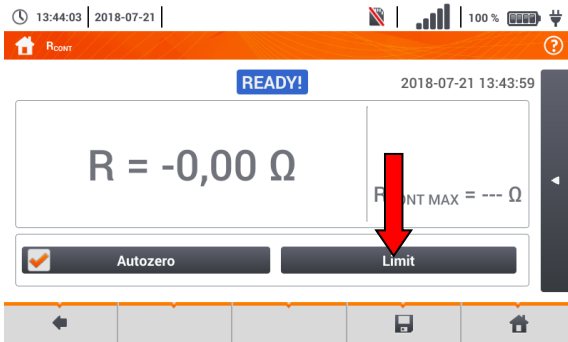 13:44:03 2018-07-21 100 %
RCONT ?
READY! 2018-07-21 13:43:59
R = -0,00 Ω
R ONT MAX = --- Ω
Autozero Limit